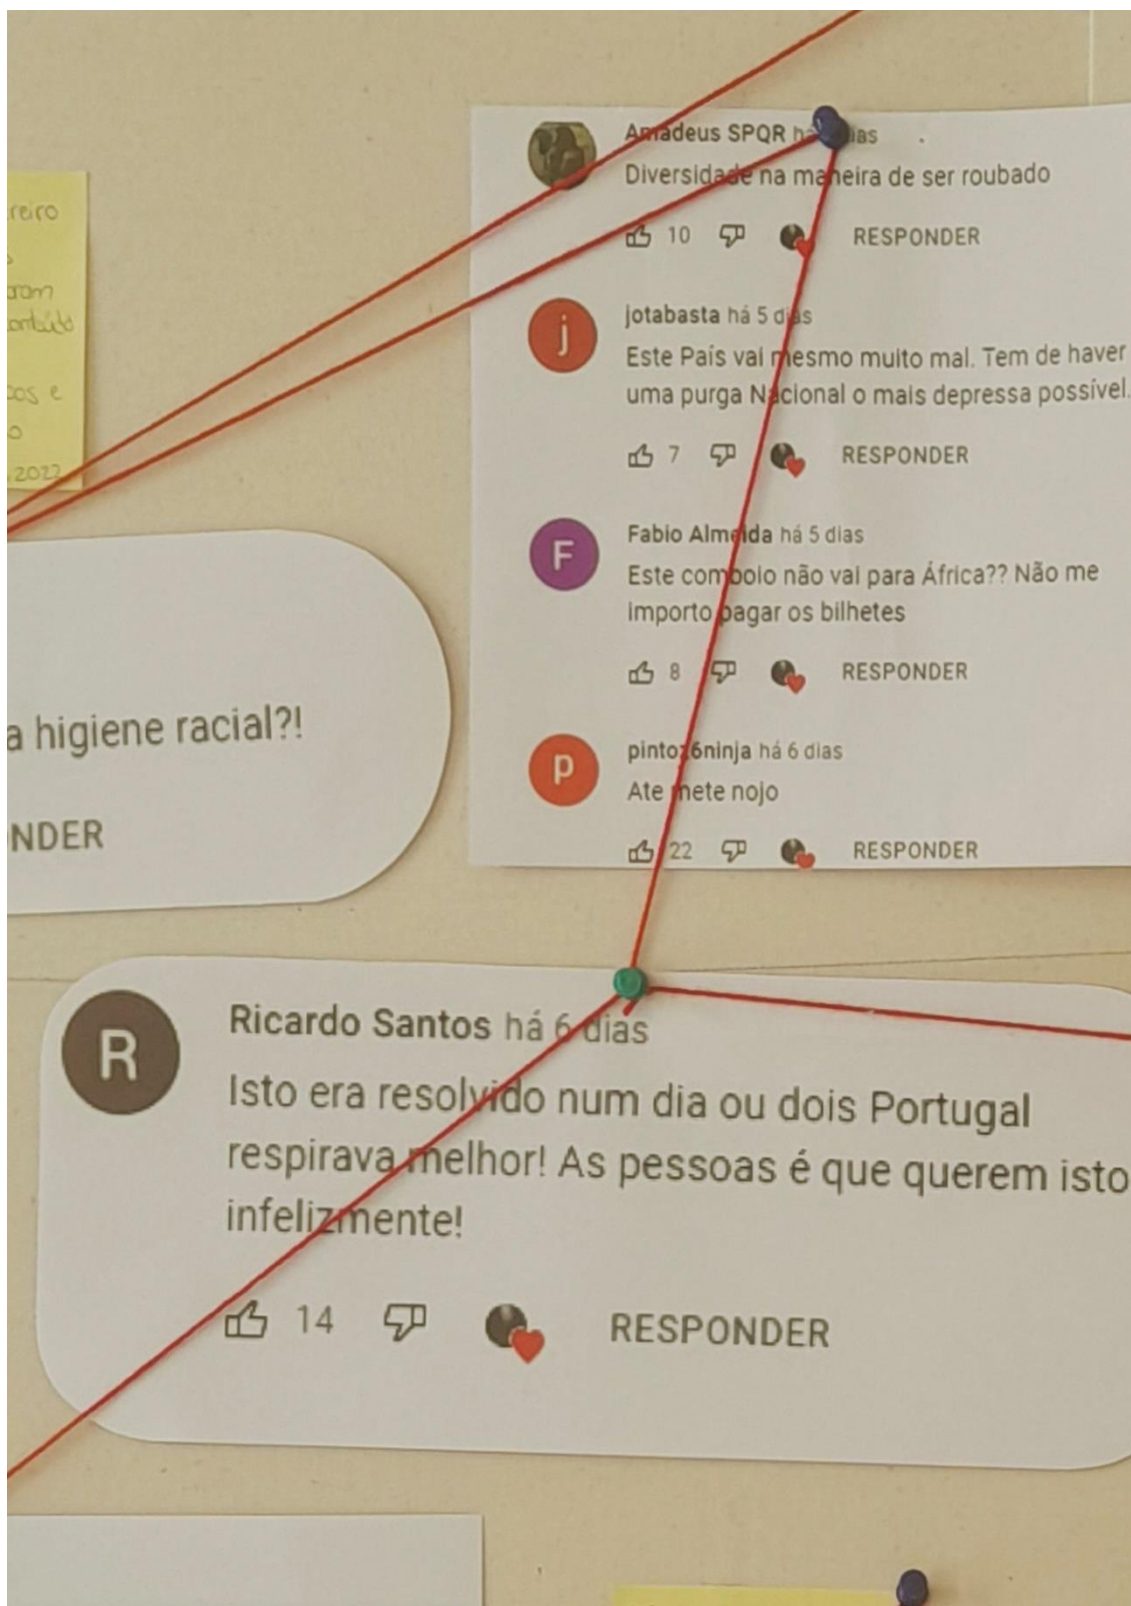 Amadeus SPQR há dias
Diversidade na maneira de ser roubado
10 RESPONDER
reiro
ontéudo
os e
o
2022
j
jotabasta há 5 dias
Este País vai mesmo muito mal. Tem de haver
uma purga Nacional o mais depressa possível.
7 RESPONDER
F
Fabio Almeida há 5 dias
Este comboio não vai para África?? Não me
importo pagar os bilhetes
8 RESPONDER
a higiene racial?!
NDER
p
há 6 dias
Ate mete nojo
22 RESPONDER
R
Ricardo Santos há 6 dias
Isto era resolvido num dia ou dois Portugal
respirava melhor! As pessoas é que querem isto
infelizmente!
14 RESPONDER